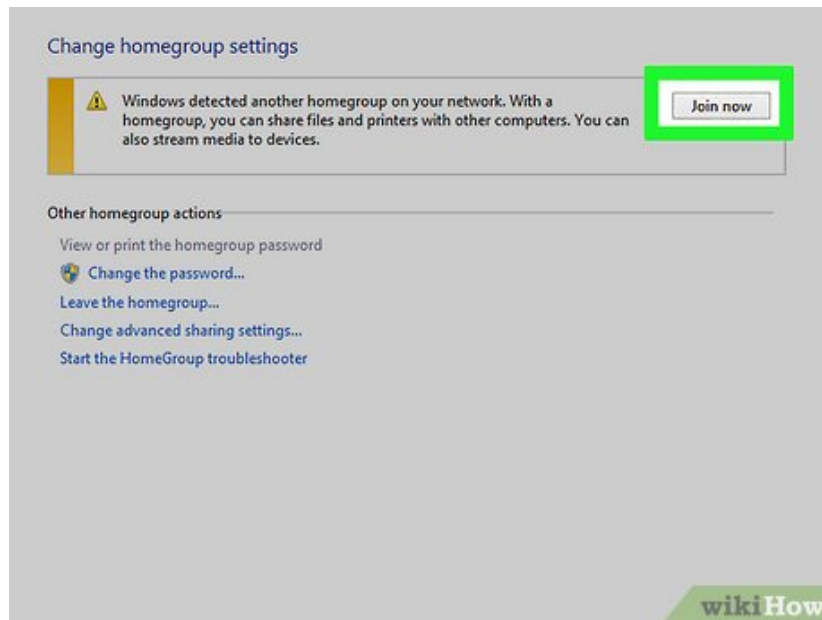 Change homegroup settings
Windows detected another homegroup on your network. With a
homegroup, you can share files and printers with other computers. You can
also stream media to devices.
Join now
Other homegroup actions
View or print the homegroup password
Change the password...
Leave the homegroup...
Change advanced sharing settings...
Start the HomeGroup troubleshooter
wikiHow